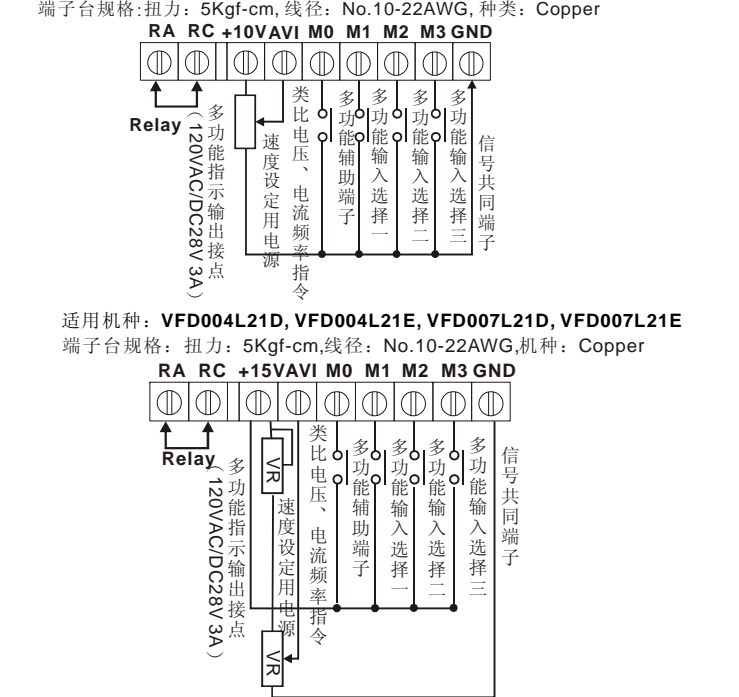 端子台规格:扭力：5Kgf-cm, 线径：No.10-22AWG, 种类：Copper
RA RC +10V AVI M0 M1 M2 M3 GND
Relay
多功能指示输出接点
（120VAC/DC28V 3A）
速度设定用电源
类比电压、电流频率指令
多功能辅助端子
多功能输入选择一
多功能输入选择二
多功能输入选择三
信号共同端子
适用机种：VFD004L21D, VFD004L21E, VFD007L21D, VFD007L21E
端子台规格：扭力：5Kgf-cm,线径：No.10-22AWG,机种：Copper
RA RC +15V AVI M0 M1 M2 M3 GND
Relay
多功能指示输出接点
（120VAC/DC28V 3A）
VR
速度设定用电源
VR
类比电压、电流频率指令
多功能辅助端子
多功能输入选择一
多功能输入选择二
多功能输入选择三
信号共同端子